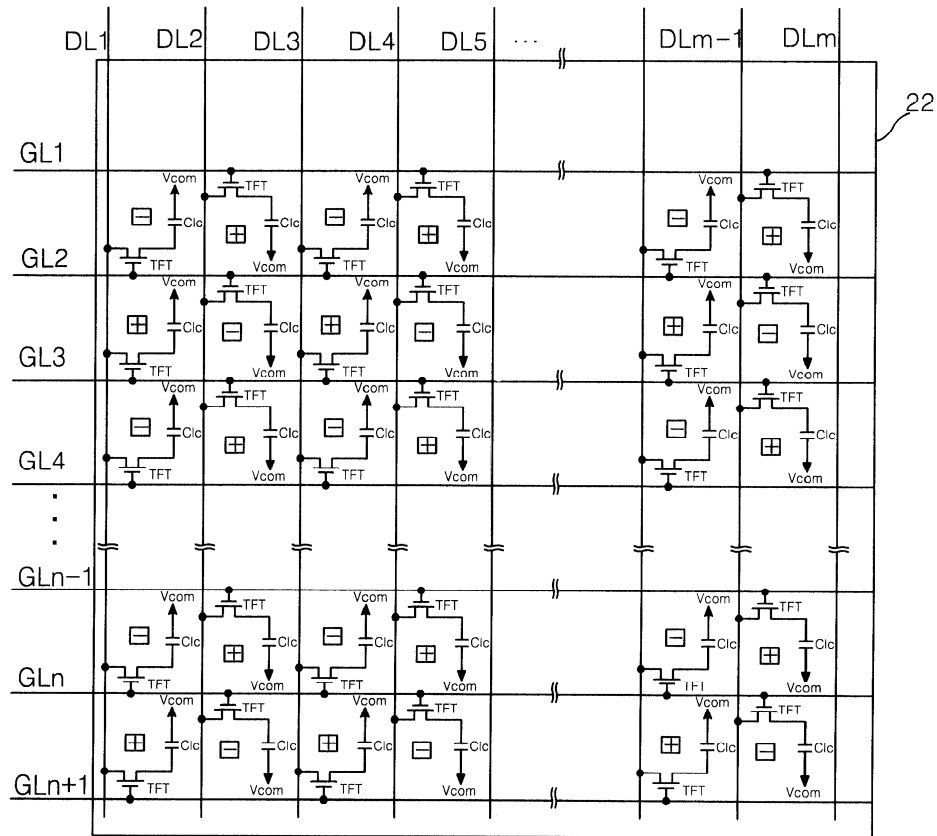 DL1 DL2 DL3 DL4 DL5 ... DLm-1 DLm
22
GL1
Vcom TFT Vcom TFT Vcom TFT
− Clc + Clc − Clc + Clc − Clc + Clc
GL2
TFT Vcom TFT Vcom TFT Vcom
Vcom TFT Vcom TFT Vcom TFT
+ Clc − Clc + Clc − Clc + Clc − Clc
GL3
TFT Vcom TFT Vcom TFT Vcom
Vcom TFT Vcom TFT Vcom TFT
− Clc + Clc − Clc + Clc − Clc + Clc
GL4
TFT Vcom TFT Vcom TFT Vcom
GLn-1
Vcom TFT Vcom TFT Vcom TFT
− Clc + Clc − Clc + Clc − Clc + Clc
GLn
TFT Vcom TFT Vcom TFT Vcom
Vcom TFT Vcom TFT Vcom TFT
+ Clc − Clc + Clc − Clc + Clc − Clc
GLn+1
TFT Vcom TFT Vcom TFT Vcom